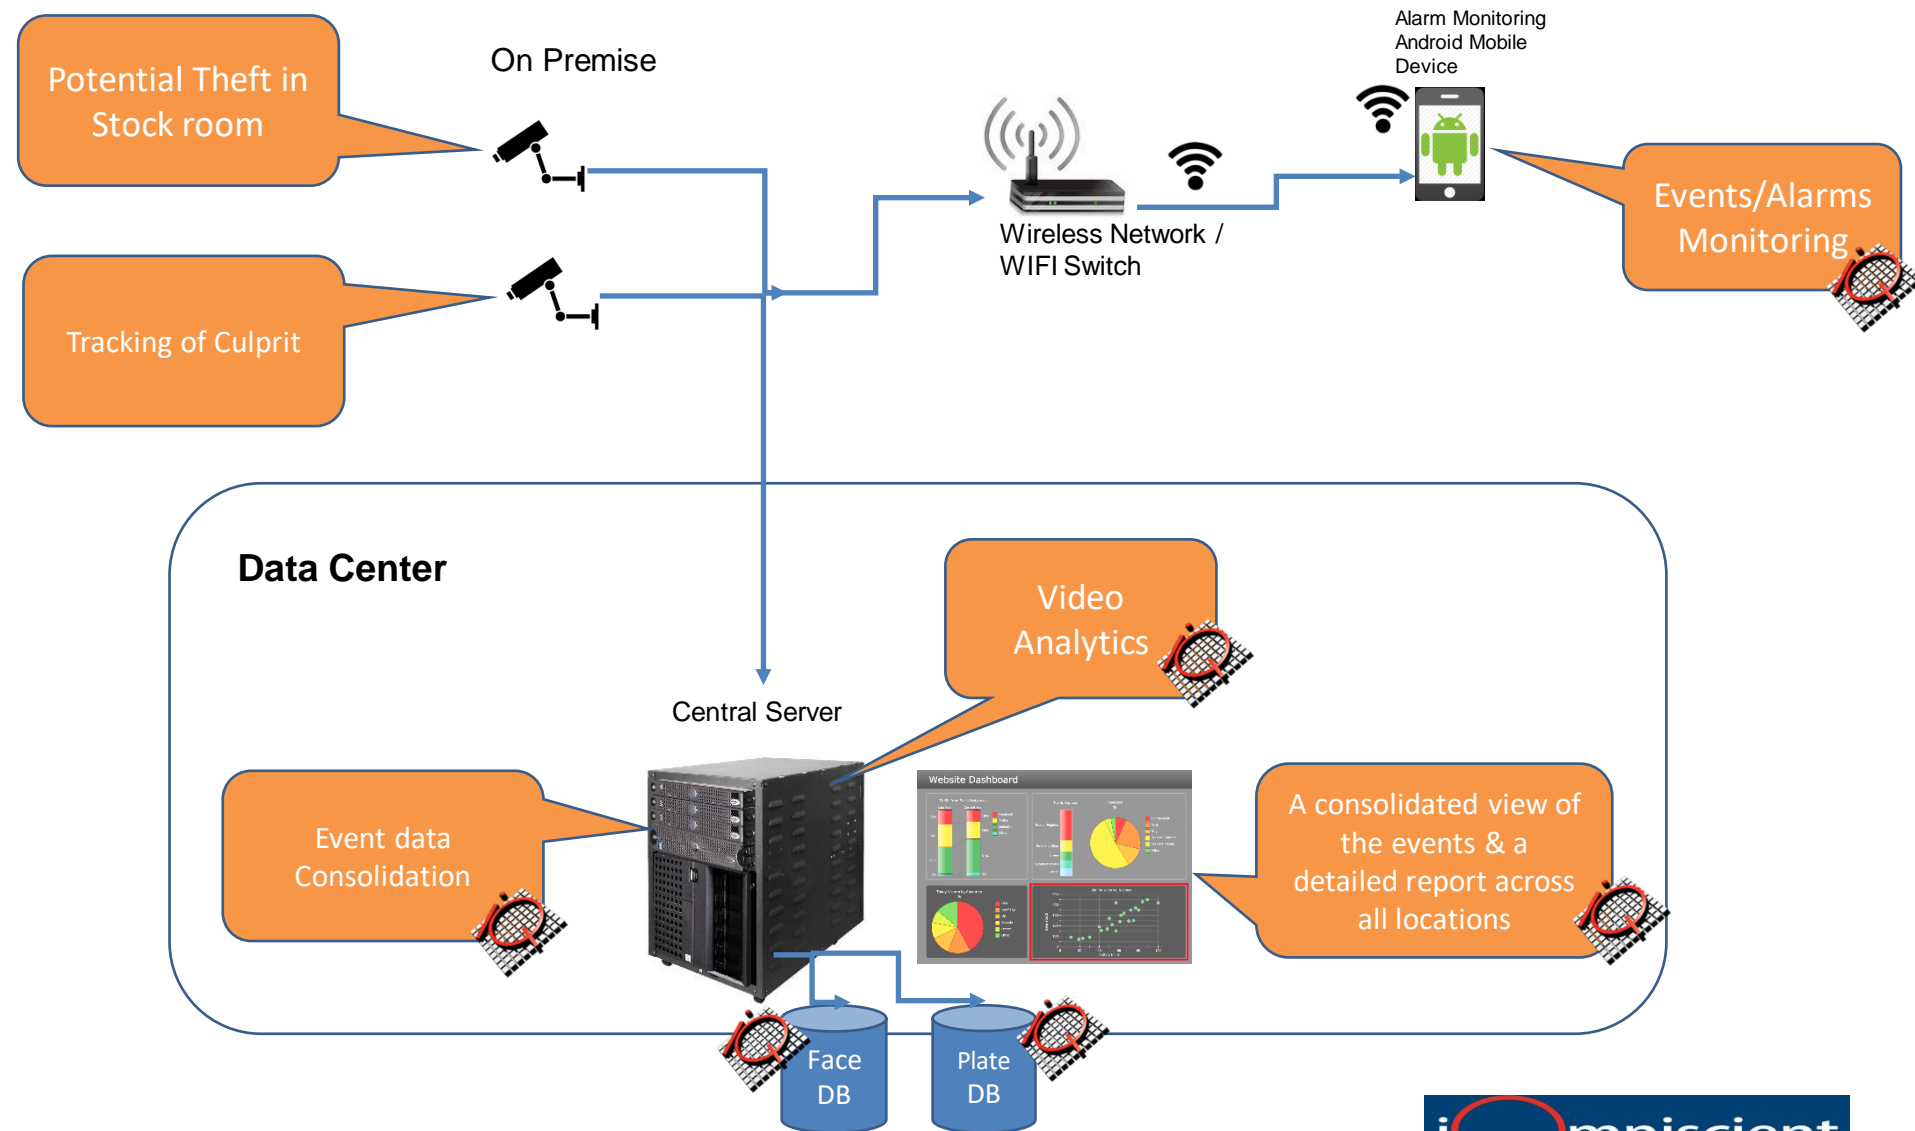 Alarm Monitoring
Android Mobile
Device
On Premise
Potential Theft in
Stock room
Events/Alarms
Monitoring
Wireless Network /
WIFI Switch
Tracking of Culprit
Data Center
Video
Analytics
Central Server
Website Dashboard
A consolidated view of
the events & a
detailed report across
all locations
Event data
Consolidation
Face
DB
Plate
DB